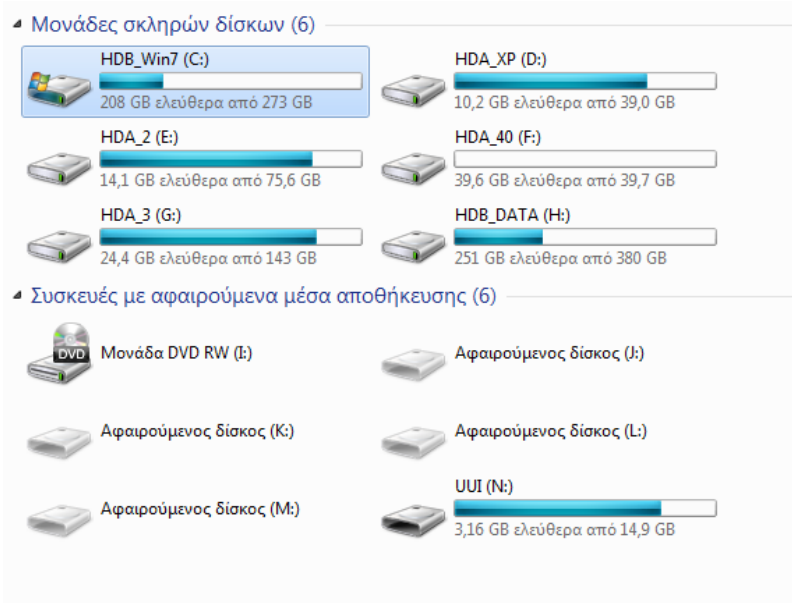 Μονάδες σκληρών δίσκων (6)
HDB_Win7 (C:)
208 GB ελεύθερα από 273 GB
HDA_XP (D:)
10,2 GB ελεύθερα από 39,0 GB
HDA_2 (E:)
14,1 GB ελεύθερα από 75,6 GB
HDA_40 (F:)
39,6 GB ελεύθερα από 39,7 GB
HDA_3 (G:)
24,4 GB ελεύθερα από 143 GB
HDB_DATA (H:)
251 GB ελεύθερα από 380 GB
Συσκευές με αφαιρούμενα μέσα αποθήκευσης (6)
DVD
Μονάδα DVD RW (I:)
Αφαιρούμενος δίσκος (J:)
Αφαιρούμενος δίσκος (K:)
Αφαιρούμενος δίσκος (L:)
Αφαιρούμενος δίσκος (M:)
UUI (N:)
3,16 GB ελεύθερα από 14,9 GB